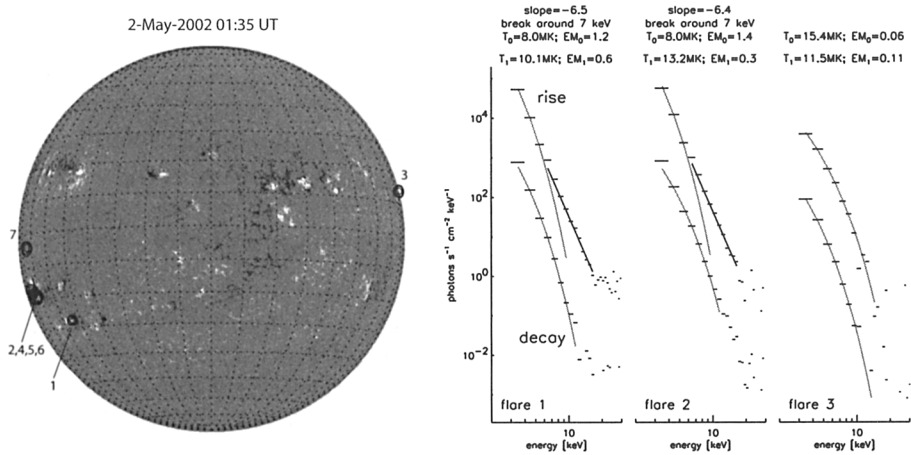 2-May-2002 01:35 UT
3
7
2,4,5,6
1
slope=−6.5
break around 7 keV
T₀=8.0MK; EM₀=1.2
T₁=10.1MK; EM₁=0.6
slope=−6.4
break around 7 keV
T₀=8.0MK; EM₀=1.4
T₁=13.2MK; EM₁=0.3
T₀=15.4MK; EM₀=0.06
T₁=11.5MK; EM₁=0.11
photons s⁻¹ cm⁻² keV⁻¹
10⁴
10²
10⁰
10⁻²
rise
decay
flare 1
flare 2
flare 3
10
10
10
energy [keV]
energy [keV]
energy [keV]